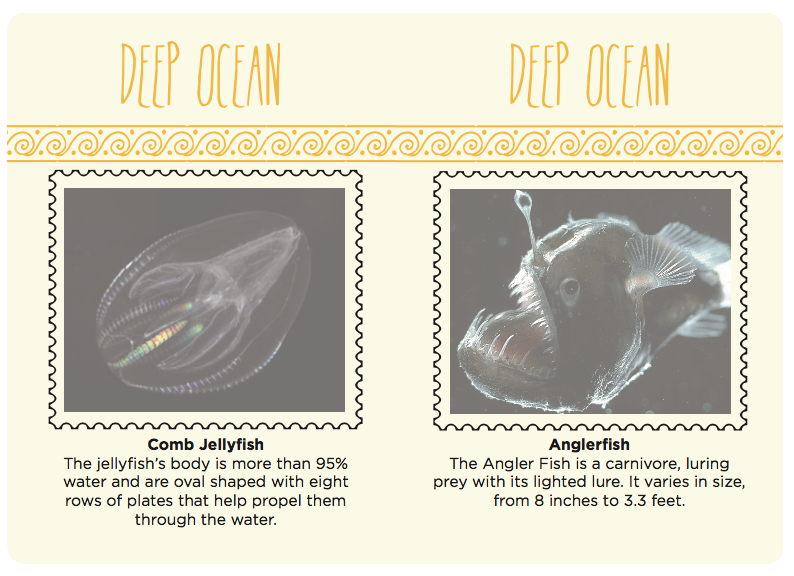 DEEP OCEAN
DEEP OCEAN
Comb Jellyfish
The jellyfish's body is more than 95%
water and are oval shaped with eight
rows of plates that help propel them
through the water.
Anglerfish
The Angler Fish is a carnivore, luring
prey with its lighted lure. It varies in size,
from 8 inches to 3.3 feet.